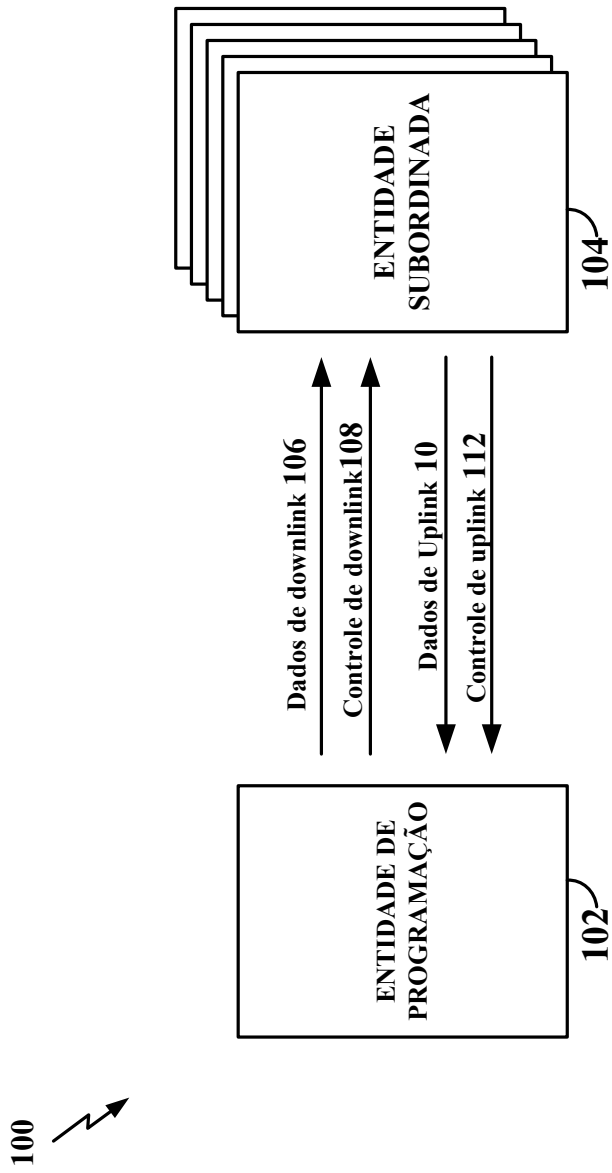 100
ENTIDADE DE
PROGRAMAÇÃO
102
Dados de downlink 106
Controle de downlink108
Dados de Uplink 10
Controle de uplink 112
ENTIDADE
SUBORDINADA
104